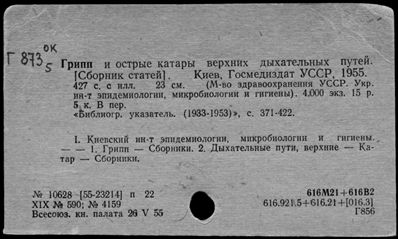 Г 873 ОК
5
Грипп и острые катары верхних дыхательных путей.
[Сборник статей]. Киев, Госмедиздат УССР, 1955.
427 с. с илл. 23 см. (М-во здравоохранения УССР. Укр.
ин-т эпидемиологии, микробиологии и гигиены). 4.000 экз. 15 р.
5 к. В пер.
«Библиогр. указатель. (1933-1953)», с. 371-422.
1. Киевский ин-т эпидемиологии, микробиологии и гигиены.
— — 1. Грипп — Сборники. 2. Дыхательные пути, верхние — Ка-
тар — Сборники.
№ 10628 [55-23214] п 22
616М21+616В2
XIX № 590; № 4159
616.921.5+616.21+[016.3]
Всесоюз. кн. палата 26 V 55
Г856